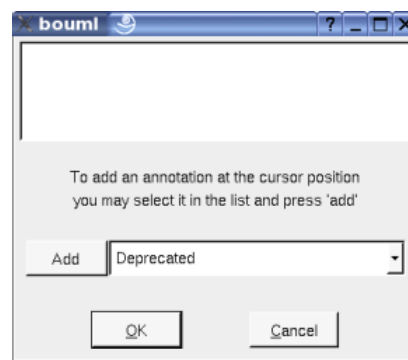 bouml
To add an annotation at the cursor position
you may select it in the list and press 'add'
Add
Deprecated
OK
Cancel